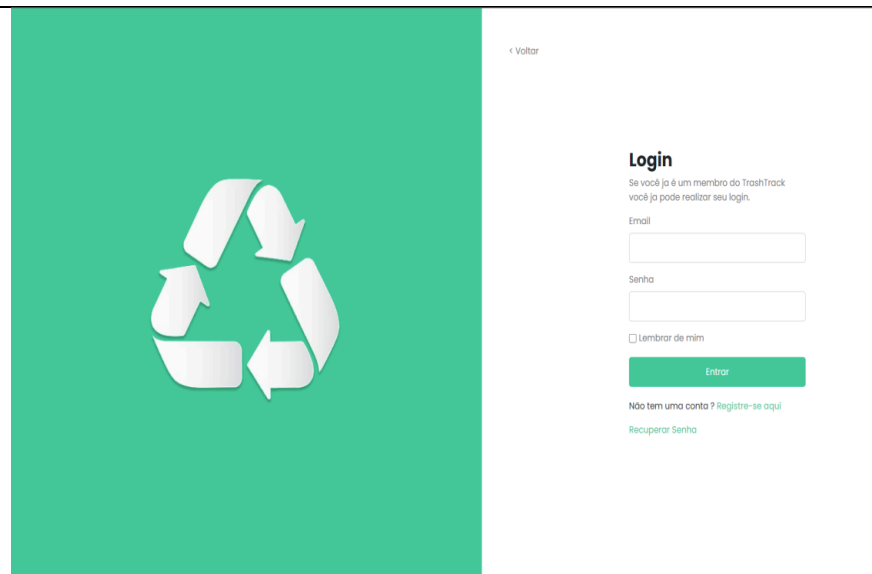 < Voltar
Login
Se você ja é um membro do TrashTrack
você ja pode realizar seu login.
Email
Senha
Lembrar de mim
Entrar
Não tem uma conta ? Registre-se aqui
Recuperar Senha